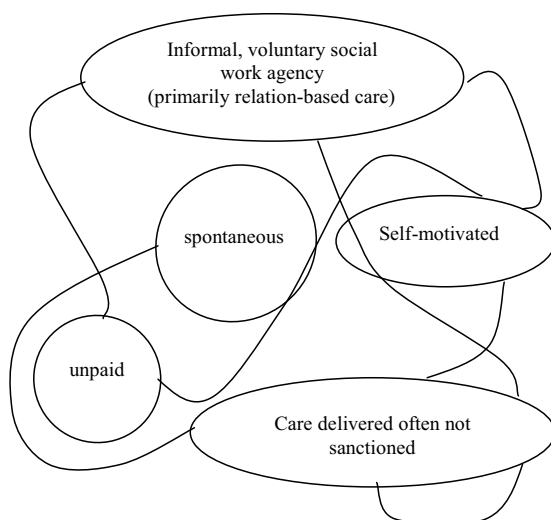 Informal, voluntary social
work agency
(primarily relation-based care)
spontaneous
Self-motivated
unpaid
Care delivered often not
sanctioned